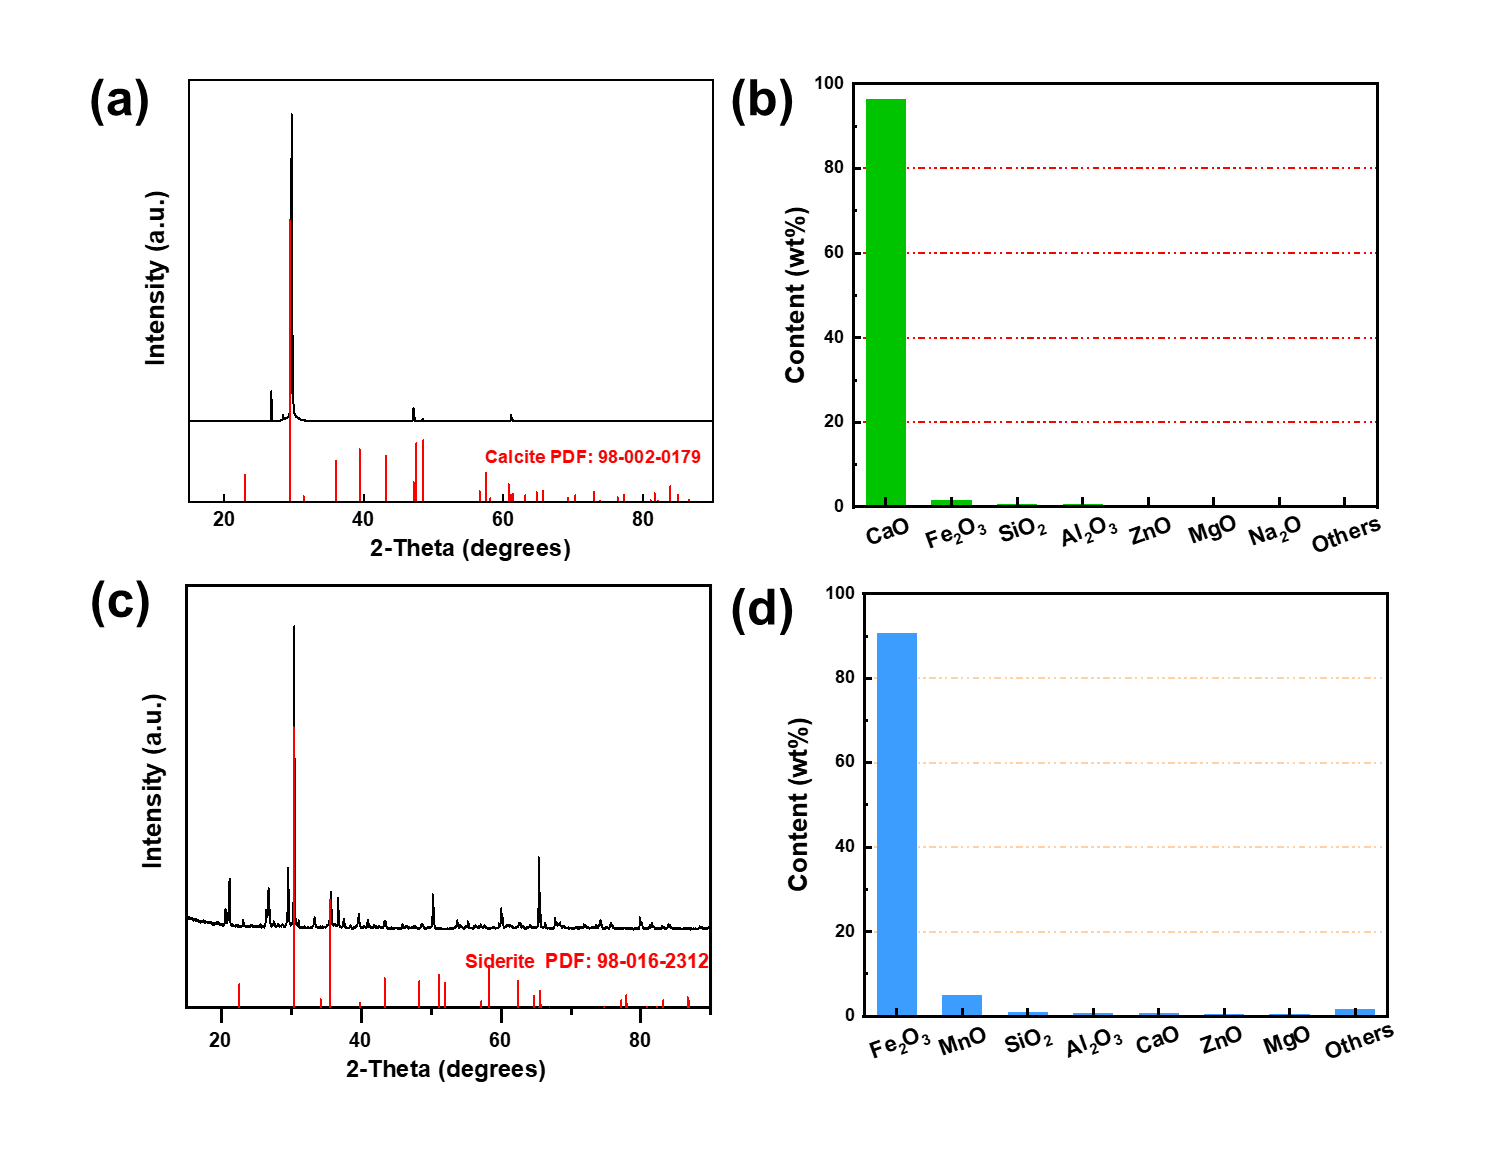 (a)
Intensity (a.u.)
Calcite PDF: 98-002-0179
20 40 60 80
2-Theta (degrees)
(b)
Content (wt%)
100
80
60
40
20
0
CaO Fe₂O₃ SiO₂ Al₂O₃ ZnO MgO Na₂O Others
(c)
Intensity (a.u.)
Siderite PDF: 98-016-2312
20 40 60 80
2-Theta (degrees)
(d)
Content (wt%)
100
80
60
40
20
0
Fe₂O₃ MnO SiO₂ Al₂O₃ CaO ZnO MgO Others